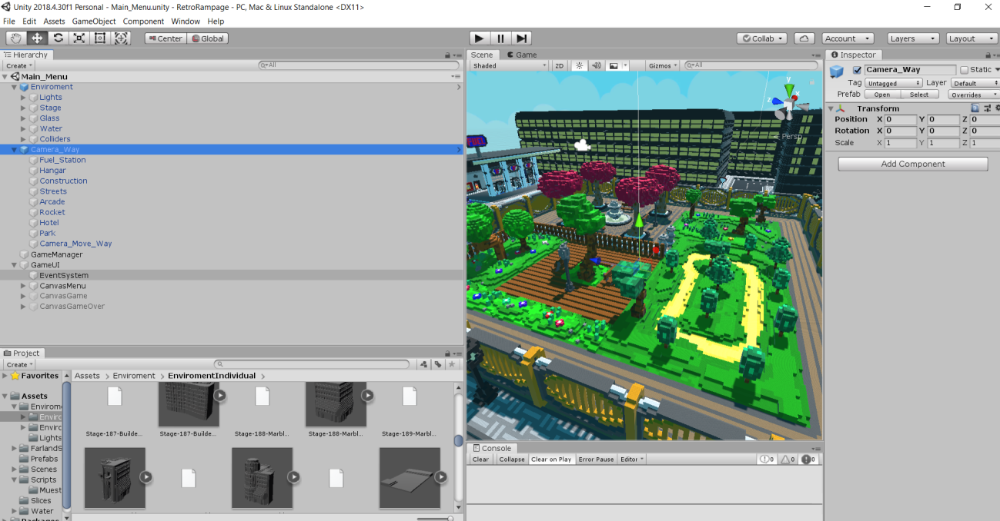 Unity 2018.4.30f1 Personal - Main_Menu.unity - RetroRampage - PC, Mac & Linux Standalone <DX11>
File Edit Assets GameObject Component Window Help
Center Global Collab Account Layers Layout
Hierarchy
Create All
Main_Menu
Enviroment
Lights
Stage
Glass
Water
Colliders
Camera_Way
Fuel_Station
Hangar
Construction
Streets
Arcade
Rocket
Hotel
Park
Camera_Move_Way
GameManager
GameUI
EventSystem
CanvasMenu
CanvasGame
CanvasGameOver
Scene Game
Shaded 2D Gizmos All
y
x
z
Persp
FUEL
Inspector
Camera_Way Static
Tag Untagged Layer Default
Prefab Open Select Overrides
Transform
Position X 0 Y 0 Z 0
Rotation X 0 Y 0 Z 0
Scale X 1 Y 1 Z 1
Add Component
Project
Create
Favorites
Assets
Envirom
Enviro
Enviro
Lights
FarlandS
Prefabs
Scenes
Scripts
Muest
Slices
Water
Packages
Assets > Enviroment > EnviromentIndividual >
Stage-187-Builde... Stage-187-Builde... Stage-188-Marbl... Stage-188-Marbl... Stage-189-Marbl...
Console
Clear Collapse Clear on Play Error Pause Editor 0 0 0